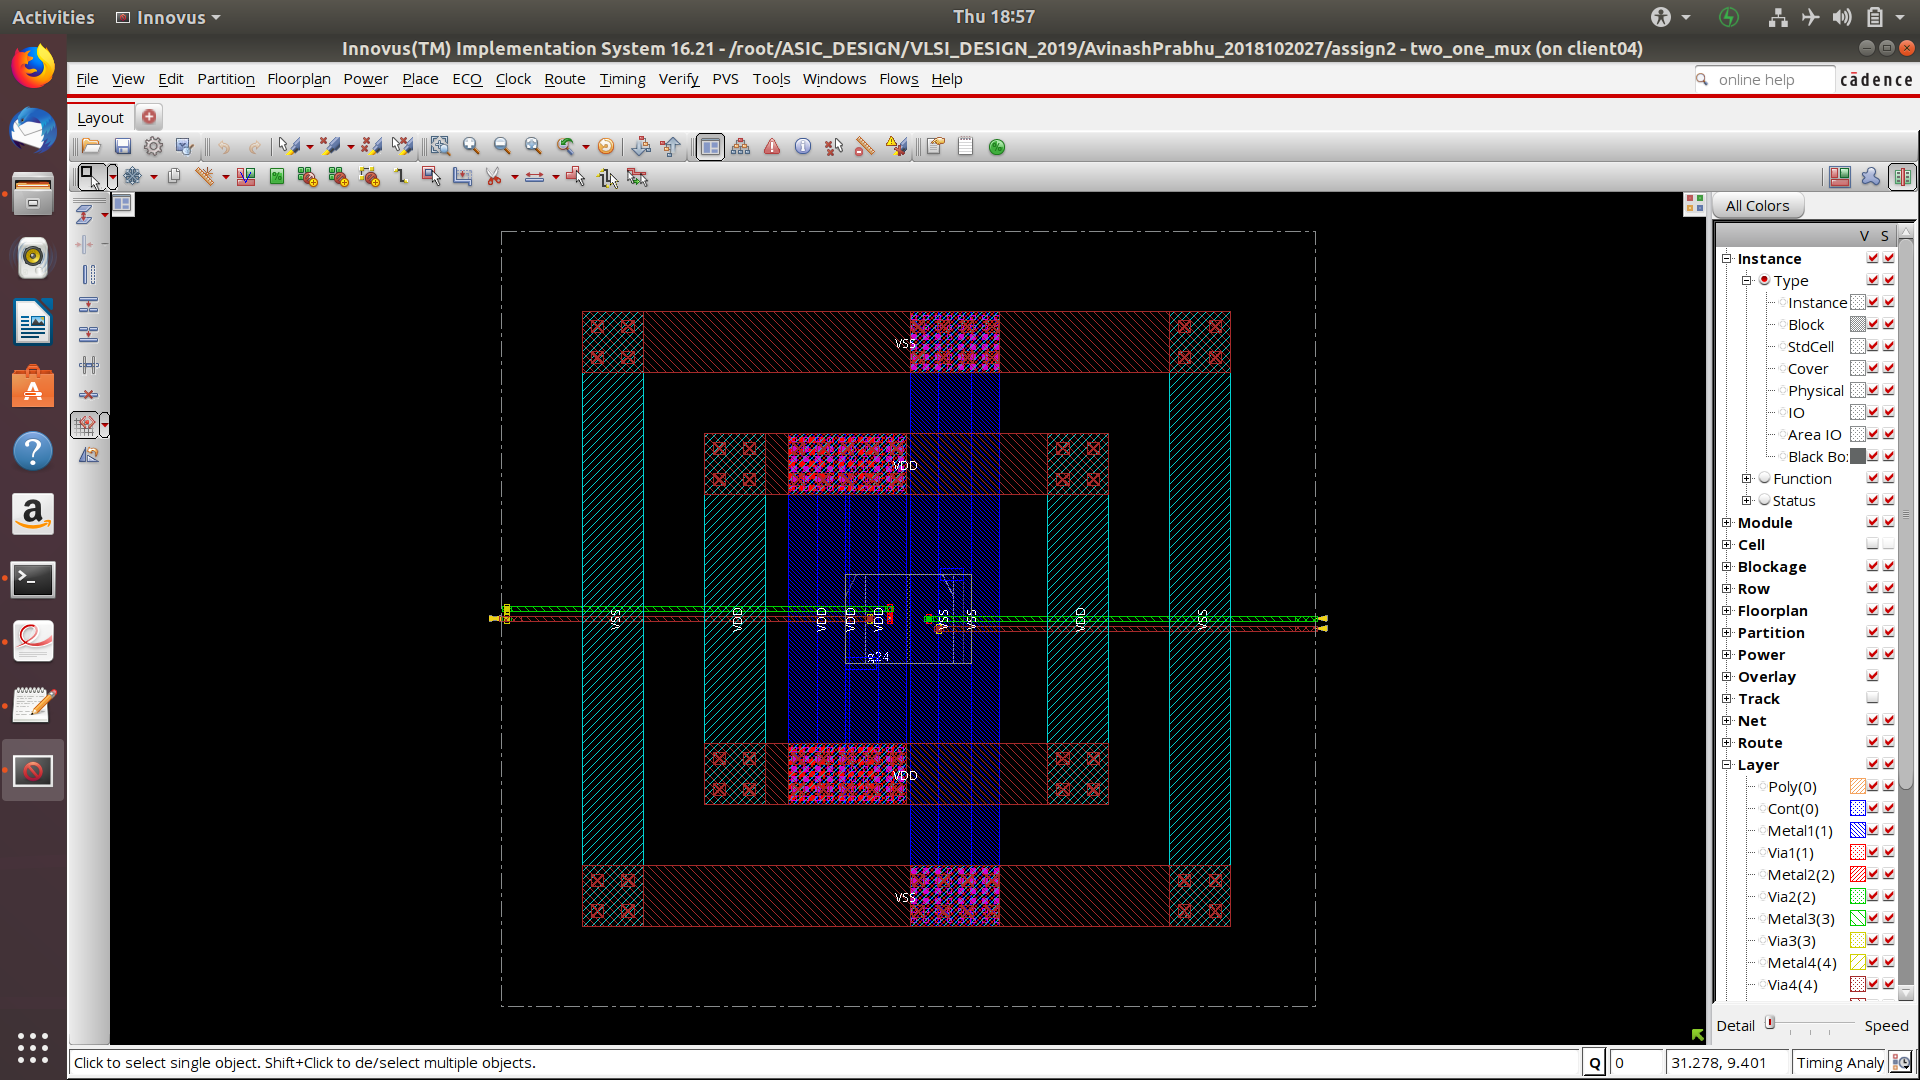 Activities Innovus Thu 18:57
Innovus(TM) Implementation System 16.21 - /root/ASIC_DESIGN/VLSI_DESIGN_2019/AvinashPrabhu_2018102027/assign2 - two_one_mux (on client04)
File View Edit Partition Floorplan Power Place ECO Clock Route Timing Verify PVS Tools Windows Flows Help online help cādence
Layout
All Colors
V S
Instance
Type
Instance
Block
StdCell
Cover
Physical
IO
Area IO
Black Bo:
Function
Status
Module
Cell
Blockage
Row
Floorplan
Partition
Power
Overlay
Track
Net
Route
Layer
Poly(0)
Cont(0)
Metal1(1)
Via1(1)
Metal2(2)
Via2(2)
Metal3(3)
Via3(3)
Metal4(4)
Via4(4)
Detail Speed
VSS
VDD
VSS VDD VDD VDD VDD VSS VSS VDD VSS
g24
VDD
VSS
Click to select single object. Shift+Click to de/select multiple objects. Q 0 31.278, 9.401 Timing Analy